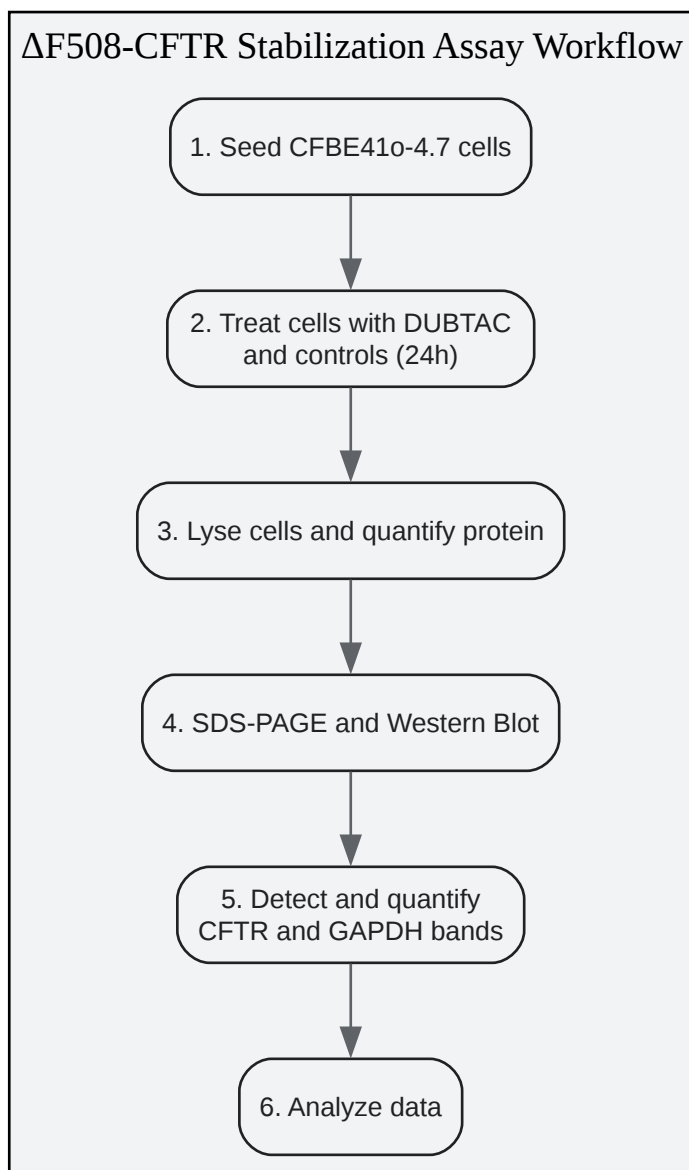 ΔF508-CFTR Stabilization Assay Workflow
1. Seed CFBE41o-4.7 cells
2. Treat cells with DUBTAC
and controls (24h)
3. Lyse cells and quantify protein
4. SDS-PAGE and Western Blot
5. Detect and quantify
CFTR and GAPDH bands
6. Analyze data